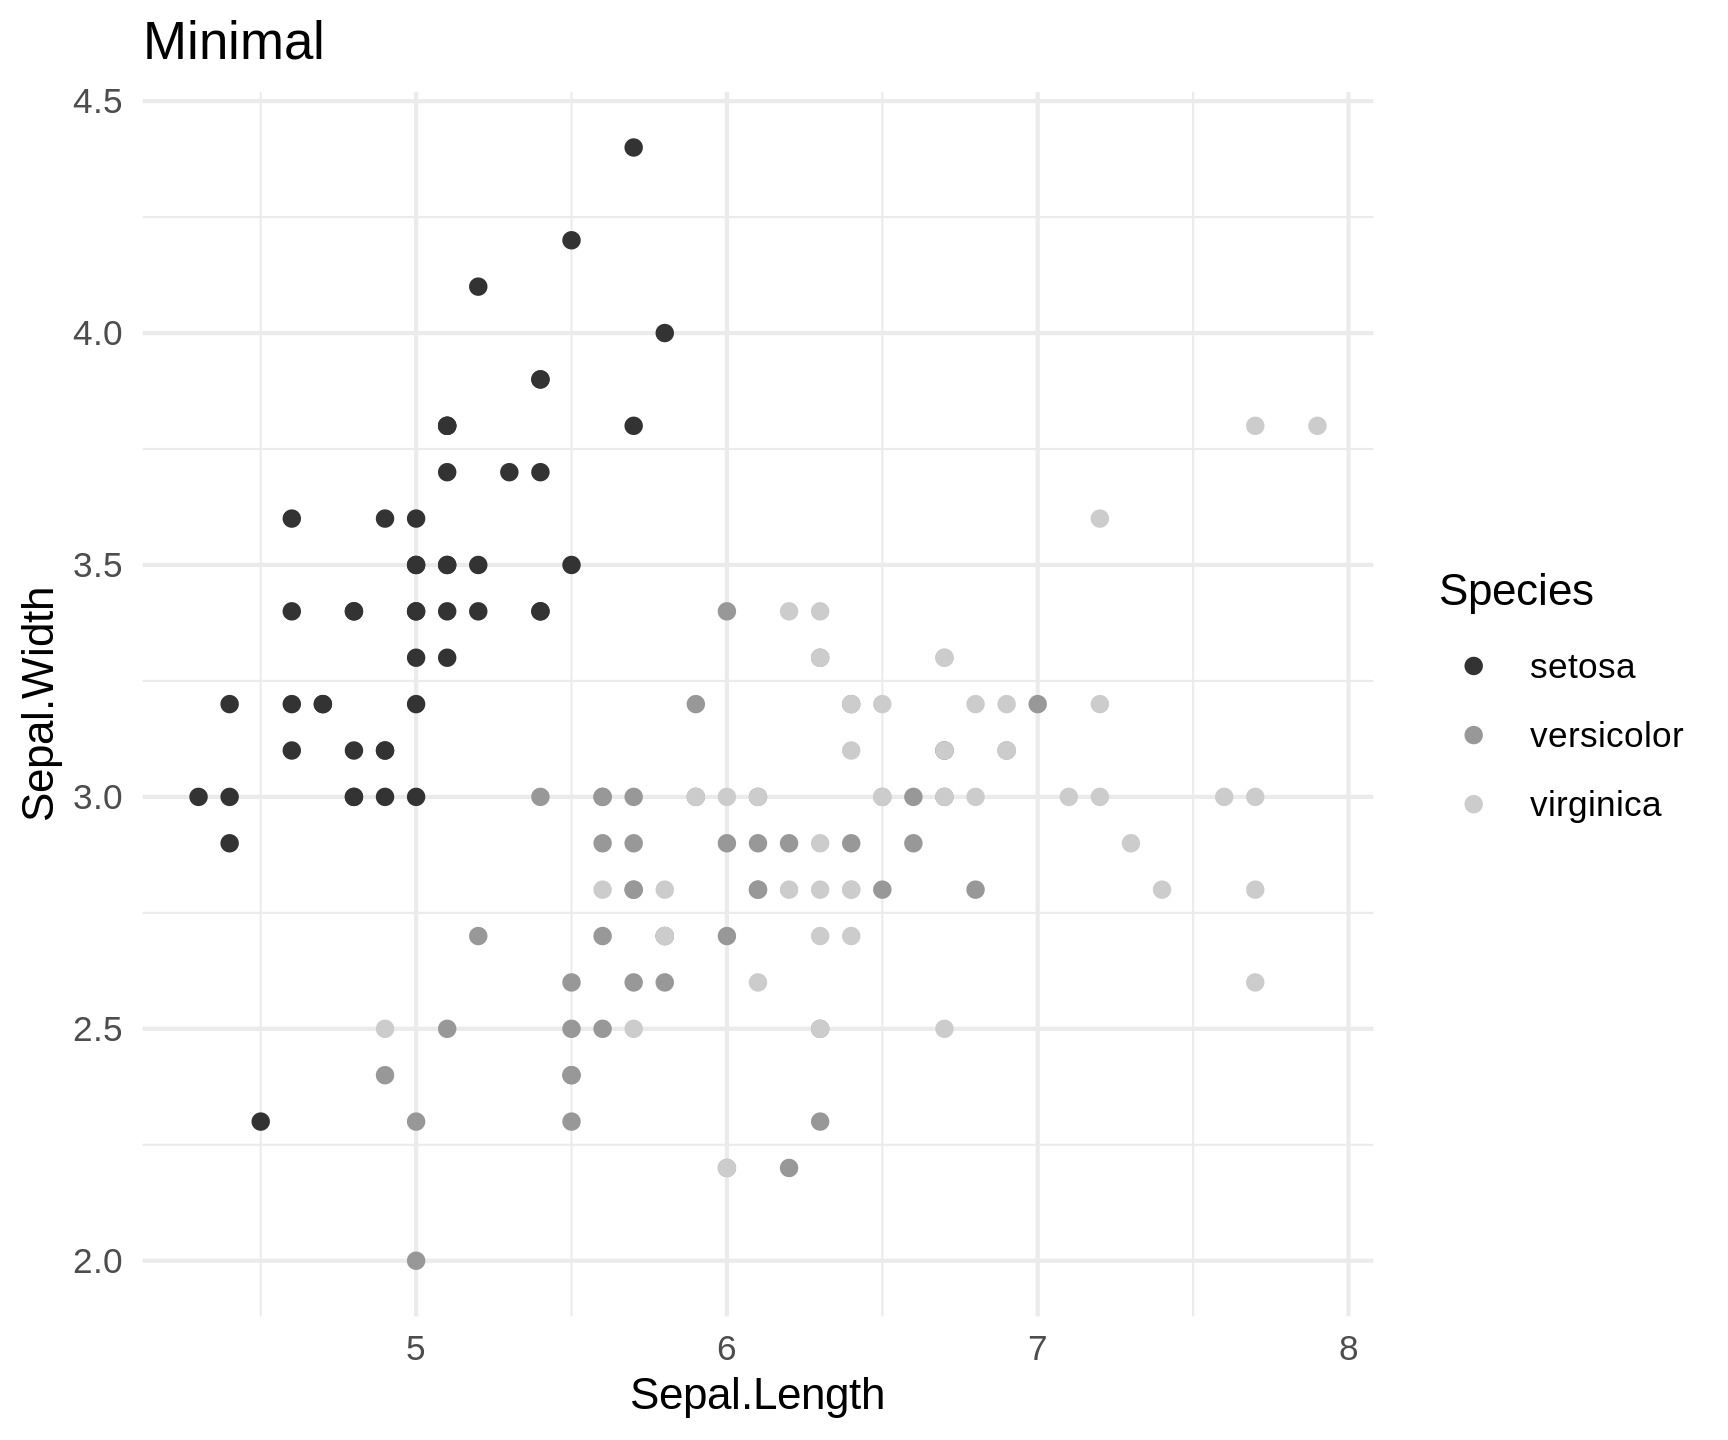 Minimal
4.5
4.0
3.5
3.0
2.5
2.0
Sepal.Width
5 6 7 8
Sepal.Length
Species
setosa
versicolor
virginica